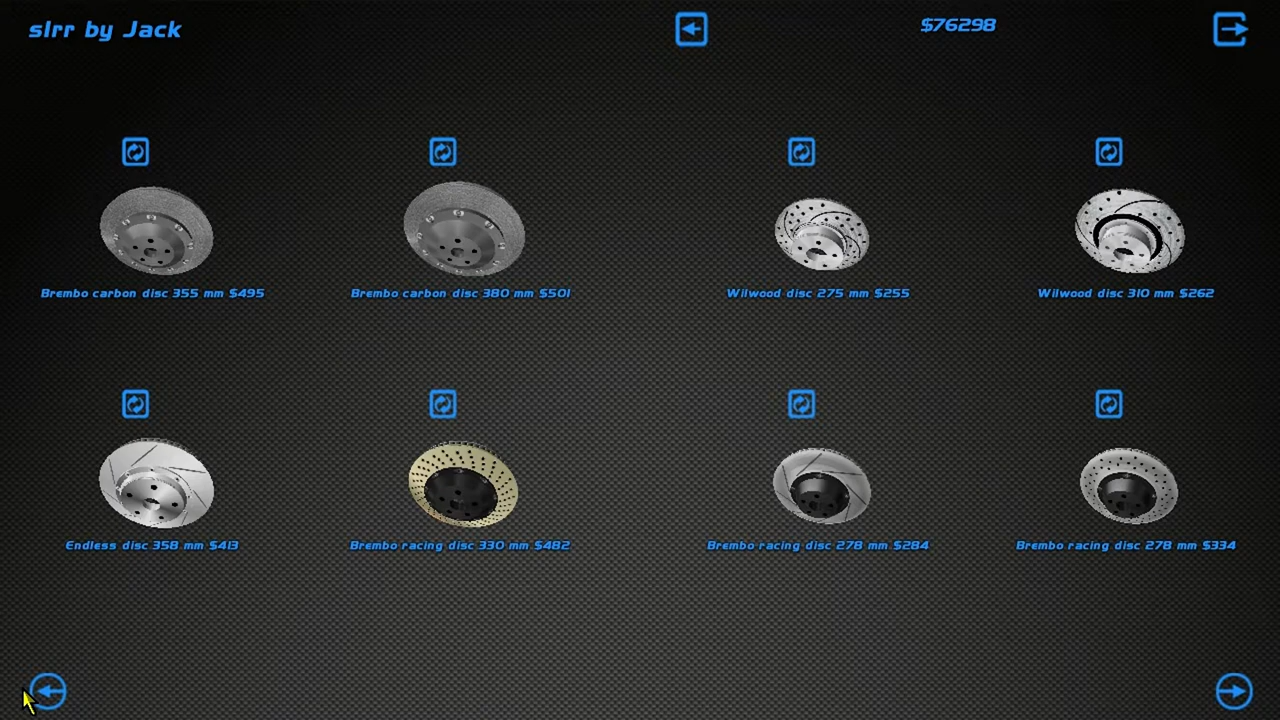 slrr by Jack
$76298
Brembo carbon disc 355 mm $495
Brembo carbon disc 380 mm $501
Wilwood disc 275 mm $255
Wilwood disc 310 mm $262
Endless disc 358 mm $413
Brembo racing disc 330 mm $482
Brembo racing disc 278 mm $284
Brembo racing disc 278 mm $334